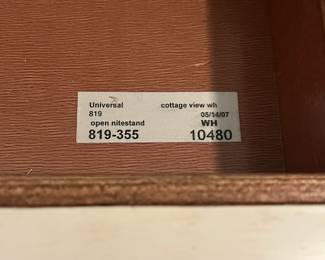 Universal cottage view wh
819 05/14/07
open nitestand WH
819-355 10480